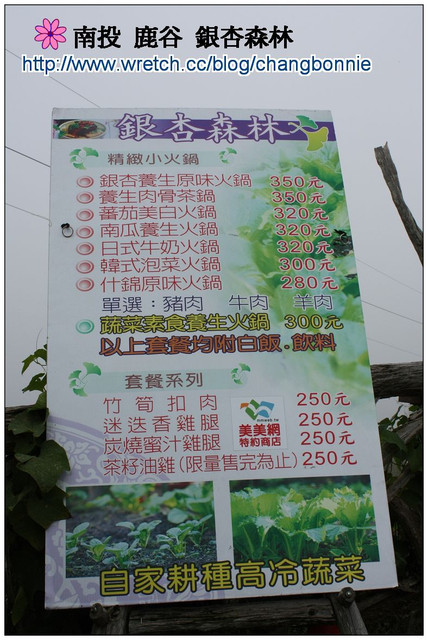 南投 鹿谷 銀杏森林
http://www.wretch.cc/blog/changbonnie
銀杏森林
精緻小火鍋
銀杏養生原味火鍋 350元
養生肉骨茶鍋 350元
蕃茄美白火鍋 320元
南瓜養生火鍋 320元
日式牛奶火鍋 320元
韓式泡菜火鍋 300元
什錦原味火鍋 280元
單選：豬肉 牛肉 羊肉
蔬菜素食養生火鍋 300元
以上套餐均附白飯．飲料
套餐系列
竹筍扣肉 250元
迷迭香雞腿 250元
炭燒蜜汁雞腿 250元
茶籽油雞(限量售完為止) 250元
美美網
特約商店
自家耕種高冷蔬菜